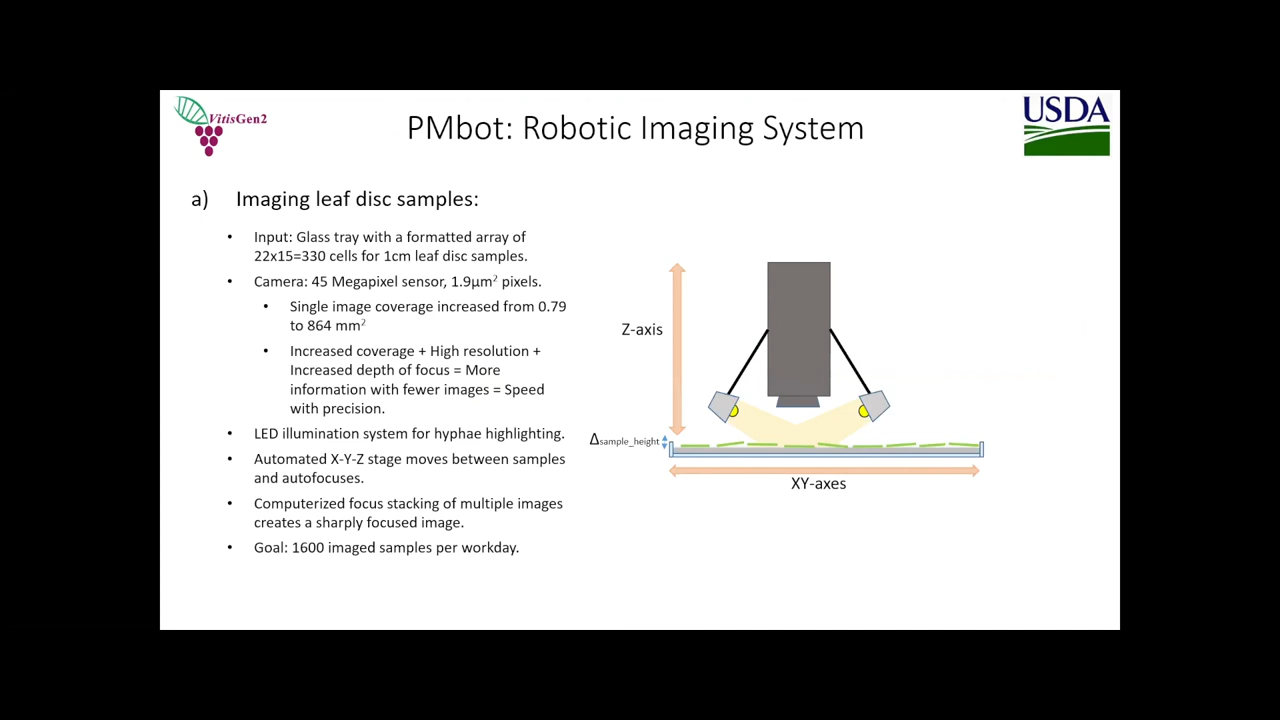 VitisGen2
PMbot: Robotic Imaging System
USDA
a) Imaging leaf disc samples:
• Input: Glass tray with a formatted array of
22x15=330 cells for 1cm leaf disc samples.
• Camera: 45 Megapixel sensor, 1.9µm² pixels.
• Single image coverage increased from 0.79
to 864 mm²
• Increased coverage + High resolution +
Increased depth of focus = More
information with fewer images = Speed
with precision.
• LED illumination system for hyphae highlighting.
• Automated X-Y-Z stage moves between samples
and autofocuses.
• Computerized focus stacking of multiple images
creates a sharply focused image.
• Goal: 1600 imaged samples per workday.
Z-axis
Δsample_height
XY-axes